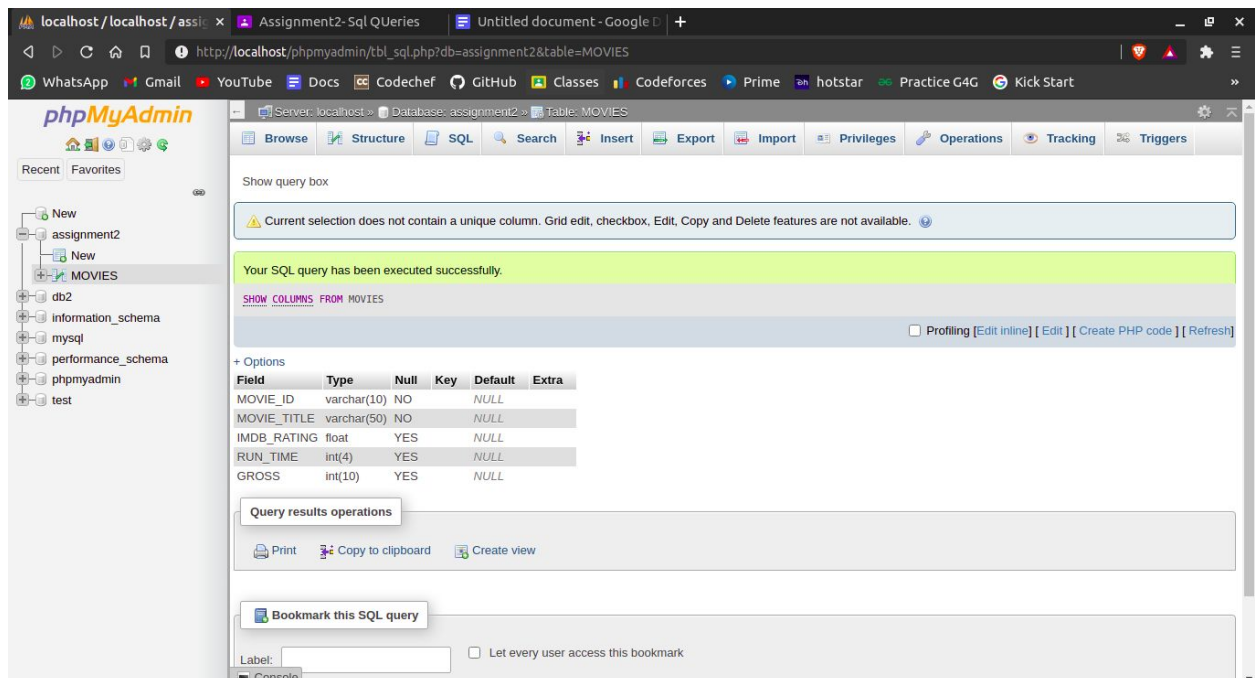 localhost / localhost / assig
Assignment2- Sql QUeries
Untitled document - Google D
http://localhost/phpmyadmin/tbl_sql.php?db=assignment2&table=MOVIES
WhatsApp Gmail YouTube Docs Codechef GitHub Classes Codeforces Prime hotstar Practice G4G Kick Start »
phpMyAdmin
Recent Favorites
New
assignment2
New
MOVIES
db2
information_schema
mysql
performance_schema
phpmyadmin
test
Server: localhost » Database: assignment2 » Table: MOVIES
Browse Structure SQL Search Insert Export Import Privileges Operations Tracking Triggers
Show query box
Current selection does not contain a unique column. Grid edit, checkbox, Edit, Copy and Delete features are not available.
Your SQL query has been executed successfully.
SHOW COLUMNS FROM MOVIES
Profiling [Edit inline] [ Edit ] [ Create PHP code ] [ Refresh]
+ Options
Field Type Null Key Default Extra
MOVIE_ID varchar(10) NO NULL
MOVIE_TITLE varchar(50) NO NULL
IMDB_RATING float YES NULL
RUN_TIME int(4) YES NULL
GROSS int(10) YES NULL
Query results operations
Print Copy to clipboard Create view
Bookmark this SQL query
Label:
Let every user access this bookmark
Console